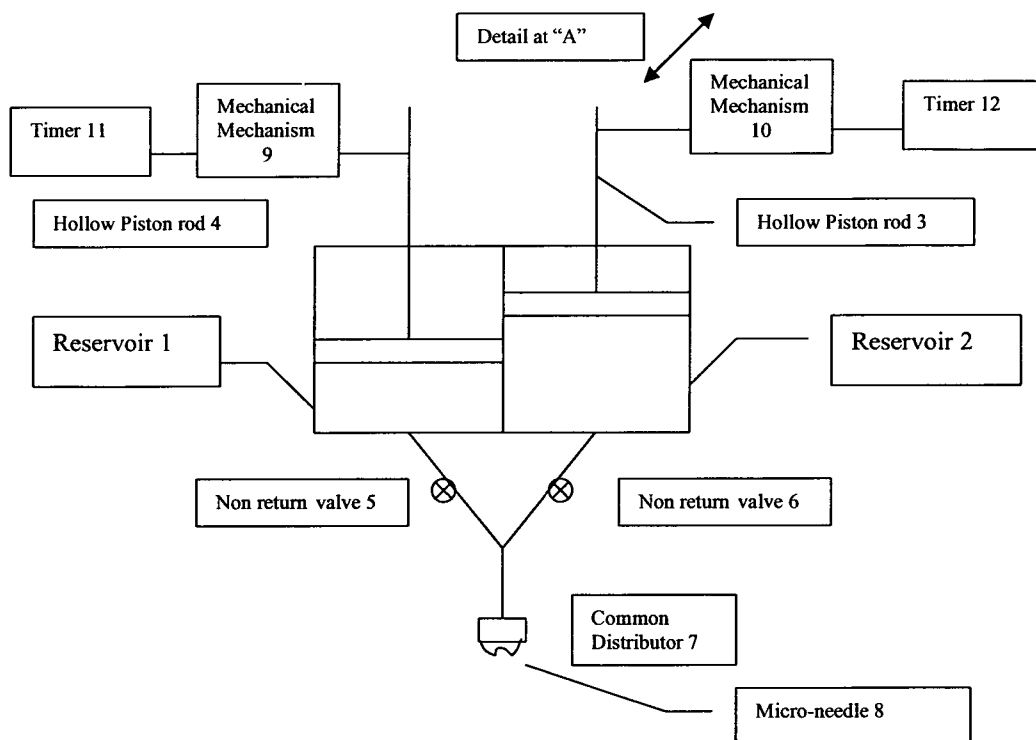 Detail at “A”
Timer 11
Mechanical
Mechanism
9
Mechanical
Mechanism
10
Timer 12
Hollow Piston rod 4
Hollow Piston rod 3
Reservoir 1
Reservoir 2
Non return valve 5
Non return valve 6
Common
Distributor 7
Micro-needle 8